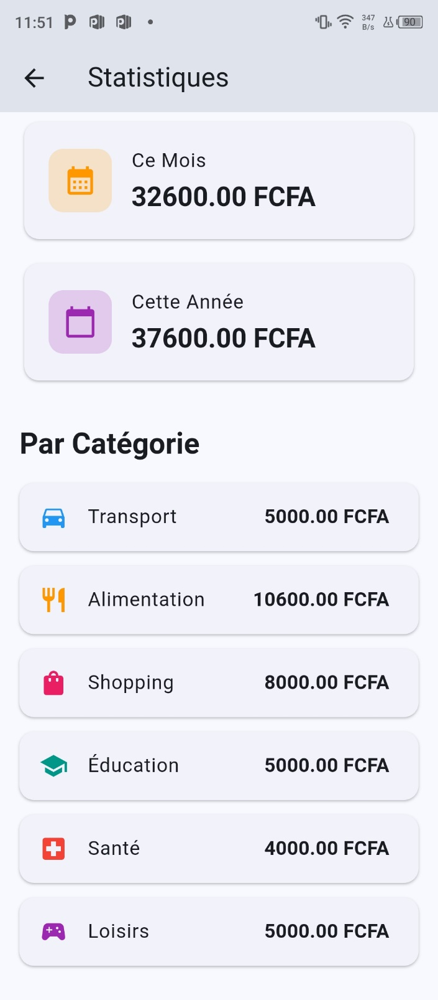 11:51
347
B/s
90
Statistiques
Ce Mois
32600.00 FCFA
Cette Année
37600.00 FCFA
Par Catégorie
Transport 5000.00 FCFA
Alimentation 10600.00 FCFA
Shopping 8000.00 FCFA
Éducation 5000.00 FCFA
Santé 4000.00 FCFA
Loisirs 5000.00 FCFA